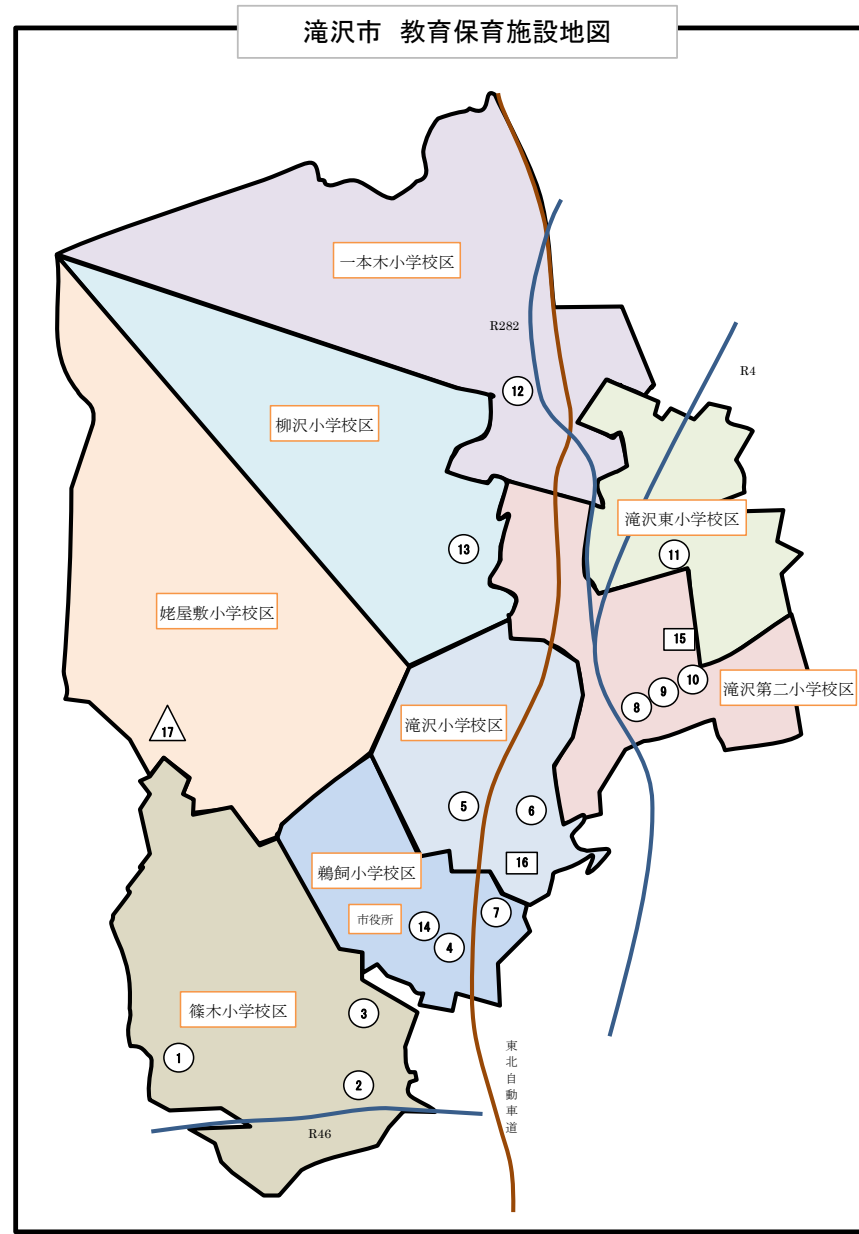 滝沢市 教育保育施設地図
一本木小学校区
R282
R4
12
柳沢小学校区
滝沢東小学校区
13
11
姥屋敷小学校区
15
10
滝沢第二小学校区
9
8
17
滝沢小学校区
5
6
16
鵜飼小学校区
市役所
14
7
4
篠木小学校区
3
1
2
東北自動車道
R46